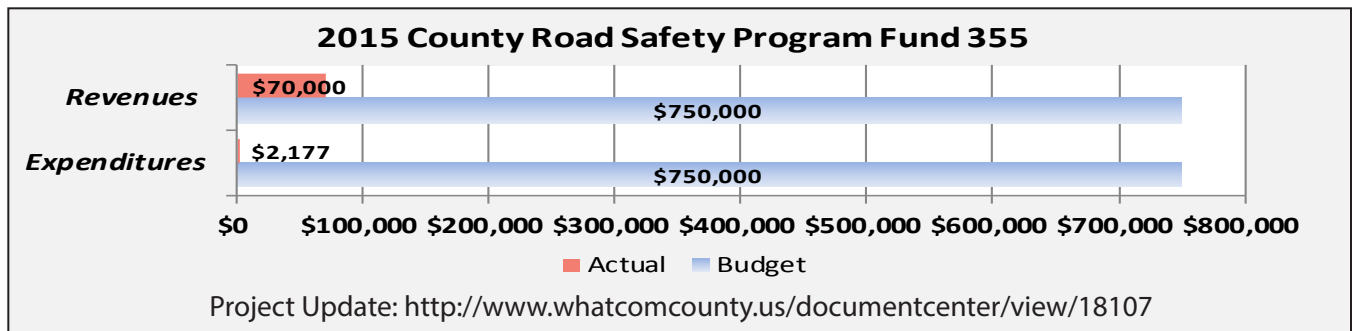 2015 County Road Safety Program Fund 355
Revenues
$70,000
$750,000
Expenditures
$2,177
$750,000
$0 $100,000 $200,000 $300,000 $400,000 $500,000 $600,000 $700,000 $800,000
Actual Budget
Project Update: http://www.whatcomcounty.us/documentcenter/view/18107